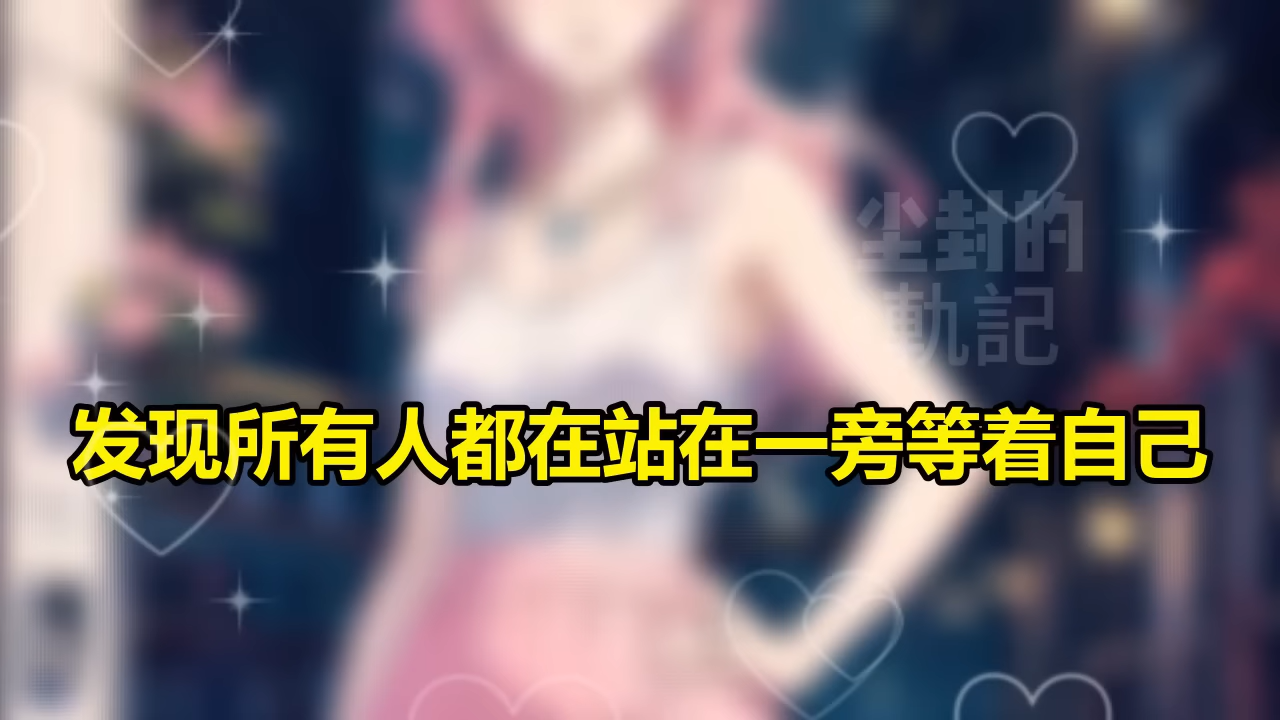 尘封的
軌記
发现所有人都在站在一旁等着自己